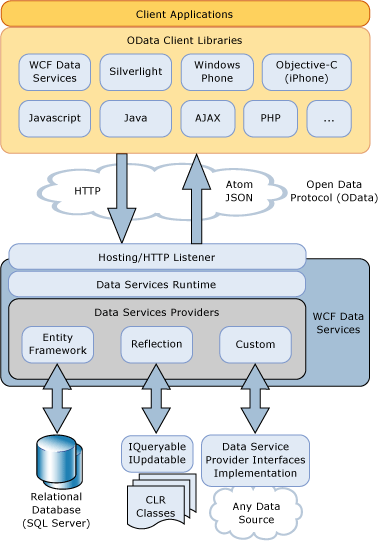 Client Applications
OData Client Libraries
WCF Data
Services
Silverlight
Windows
Phone
Objective-C
(iPhone)
Javascript
Java
AJAX
PHP
...
HTTP
Atom
JSON
Open Data
Protocol (OData)
Hosting/HTTP Listener
Data Services Runtime
Data Services Providers
WCF Data
Services
Entity
Framework
Reflection
Custom
Relational
Database
(SQL Server)
IQueryable
IUpdatable
CLR
Classes
Data Service
Provider Interfaces
Implementation
Any Data
Source